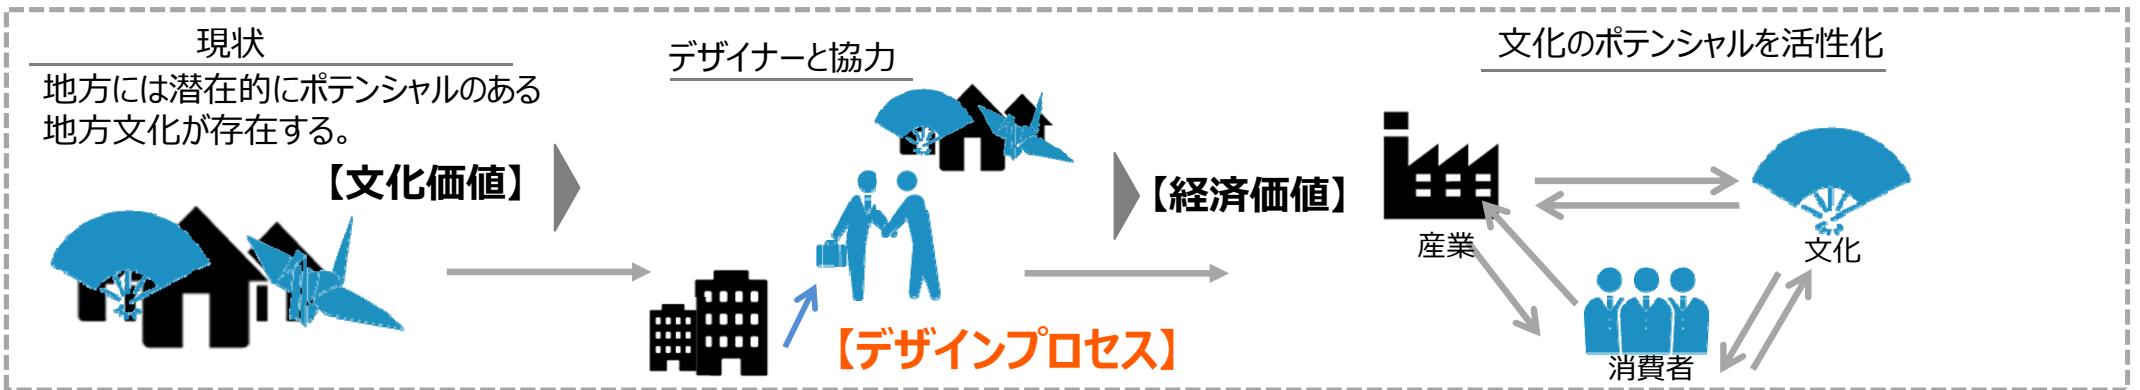 現状
地方には潜在的にポテンシャルのある
地方文化が存在する。
【文化価値】
デザイナーと協力
【デザインプロセス】
【経済価値】
文化のポテンシャルを活性化
産業
文化
消費者